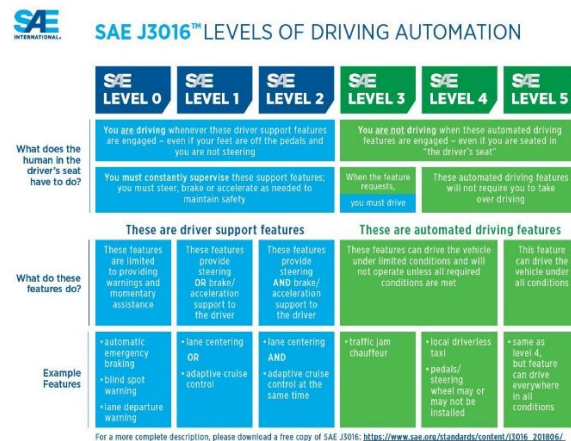 SAE
INTERNATIONAL®
SAE J3016™ LEVELS OF DRIVING AUTOMATION
SAE
LEVEL 0
SAE
LEVEL 1
SAE
LEVEL 2
SAE
LEVEL 3
SAE
LEVEL 4
SAE
LEVEL 5
What does the
human in the
driver's seat
have to do?
You are driving whenever these driver support features
are engaged – even if your feet are off the pedals and
you are not steering
You are not driving when these automated driving
features are engaged – even if you are seated in
"the driver's seat"
You must constantly supervise these support features;
you must steer, brake or accelerate as needed to
maintain safety
When the feature
requests,
you must drive
These automated driving features
will not require you to take
over driving
These are driver support features
These are automated driving features
What do these
features do?
These features
are limited
to providing
warnings and
momentary
assistance
These features
provide
steering
OR brake/
acceleration
support to
the driver
These features
provide
steering
AND brake/
acceleration
support to
the driver
These features can drive the vehicle
under limited conditions and will
not operate unless all required
conditions are met
This feature
can drive the
vehicle under
all conditions
Example
Features
• automatic
emergency
braking
• blind spot
warning
• lane departure
warning
• lane centering
OR
• adaptive cruise
control
• lane centering
AND
• adaptive cruise
control at the
same time
• traffic jam
chauffeur
• local driverless
taxi
• pedals/
steering
wheel may or
may not be
installed
• same as
level 4,
but feature
can drive
everywhere
in all
conditions
For a more complete description, please download a free copy of SAE J3016: https://www.sae.org/standards/content/J3016_201806/